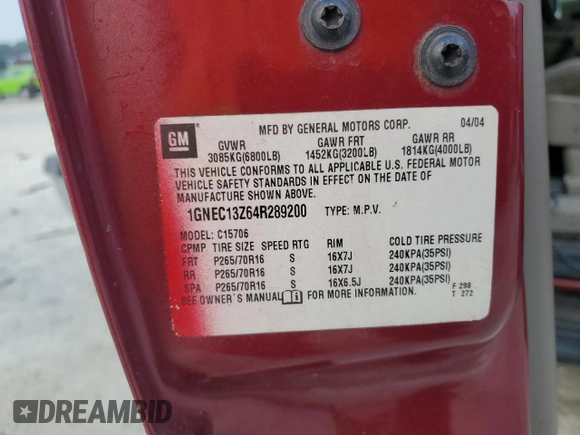 GM
MFD BY GENERAL MOTORS CORP. 04/04
GVWR GAWR FRT GAWR RR
3085KG(6800LB) 1452KG(3200LB) 1814KG(4000LB)
THIS VEHICLE CONFORMS TO ALL APPLICABLE U.S. FEDERAL MOTOR
VEHICLE SAFETY STANDARDS IN EFFECT ON THE DATE OF
MANUFACTURE SHOWN ABOVE.
1GNEC13Z64R289200 TYPE: M.P.V.
MODEL: C15706
CPMP TIRE SIZE SPEED RTG RIM COLD TIRE PRESSURE
FRT P265/70R16 S 16X7J 240KPA(35PSI)
RR P265/70R16 S 16X7J 240KPA(35PSI)
SPA P265/70R16 S 16X6.5J 240KPA(35PSI)
SEE OWNER'S MANUAL i FOR MORE INFORMATION.
F 298
T 272
DREAMBID